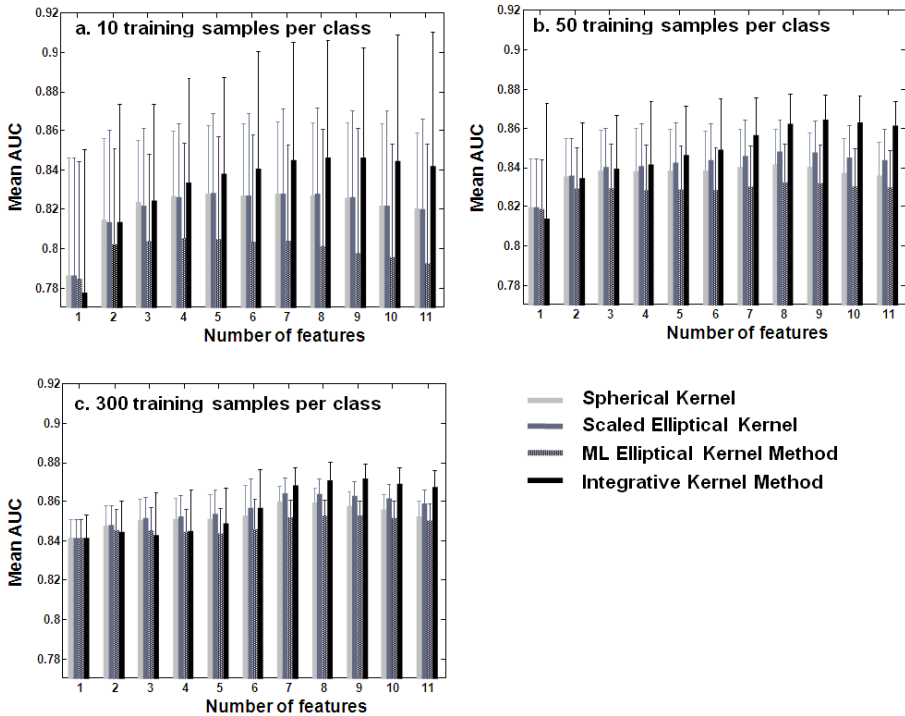 a. 10 training samples per class
Mean AUC
0.92
0.9
0.88
0.86
0.84
0.82
0.8
0.78
1 2 3 4 5 6 7 8 9 10 11
Number of features
b. 50 training samples per class
Mean AUC
0.92
0.9
0.88
0.86
0.84
0.82
0.8
0.78
1 2 3 4 5 6 7 8 9 10 11
Number of features
c. 300 training samples per class
Mean AUC
0.92
0.9
0.88
0.86
0.84
0.82
0.8
0.78
1 2 3 4 5 6 7 8 9 10 11
Number of features
Spherical Kernel
Scaled Elliptical Kernel
ML Elliptical Kernel Method
Integrative Kernel Method